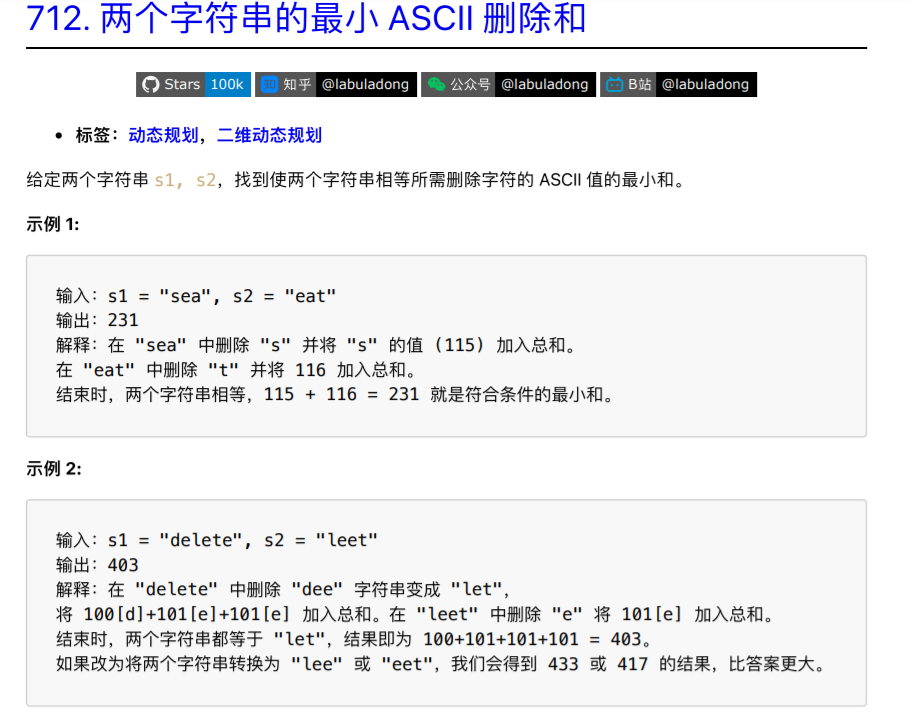 712. 两个字符串的最小 ASCII 删除和
Stars 100k 知乎 @labuladong 公众号 @labuladong B站 @labuladong
• 标签：动态规划，二维动态规划
给定两个字符串 s1, s2，找到使两个字符串相等所需删除字符的 ASCII 值的最小和。
示例 1:
输入：s1 = "sea", s2 = "eat"
输出：231
解释：在 "sea" 中删除 "s" 并将 "s" 的值 (115) 加入总和。
在 "eat" 中删除 "t" 并将 116 加入总和。
结束时，两个字符串相等，115 + 116 = 231 就是符合条件的最小和。
示例 2:
输入：s1 = "delete", s2 = "leet"
输出：403
解释：在 "delete" 中删除 "dee" 字符串变成 "let"，
将 100[d]+101[e]+101[e] 加入总和。在 "leet" 中删除 "e" 将 101[e] 加入总和。
结束时，两个字符串都等于 "let"，结果即为 100+101+101+101 = 403。
如果改为将两个字符串转换为 "lee" 或 "eet"，我们会得到 433 或 417 的结果，比答案更大。